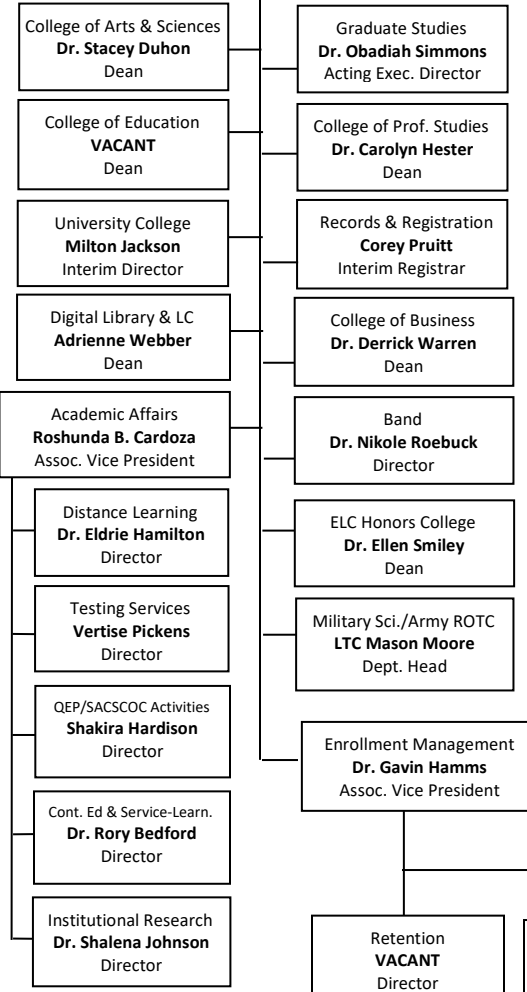 College of Arts & Sciences
Dr. Stacey Duhon
Dean
College of Education
VACANT
Dean
University College
Milton Jackson
Interim Director
Digital Library & LC
Adrienne Webber
Dean
Academic Affairs
Roshunda B. Cardoza
Assoc. Vice President
Distance Learning
Dr. Eldrie Hamilton
Director
Testing Services
Vertise Pickens
Director
QEP/SACSCOC Activities
Shakira Hardison
Director
Cont. Ed & Service-Learn.
Dr. Rory Bedford
Director
Institutional Research
Dr. Shalena Johnson
Director
Graduate Studies
Dr. Obadiah Simmons
Acting Exec. Director
College of Prof. Studies
Dr. Carolyn Hester
Dean
Records & Registration
Corey Pruitt
Interim Registrar
College of Business
Dr. Derrick Warren
Dean
Band
Dr. Nikole Roebuck
Director
ELC Honors College
Dr. Ellen Smiley
Dean
Military Sci./Army ROTC
LTC Mason Moore
Dept. Head
Enrollment Management
Dr. Gavin Hamms
Assoc. Vice President
Retention
VACANT
Director